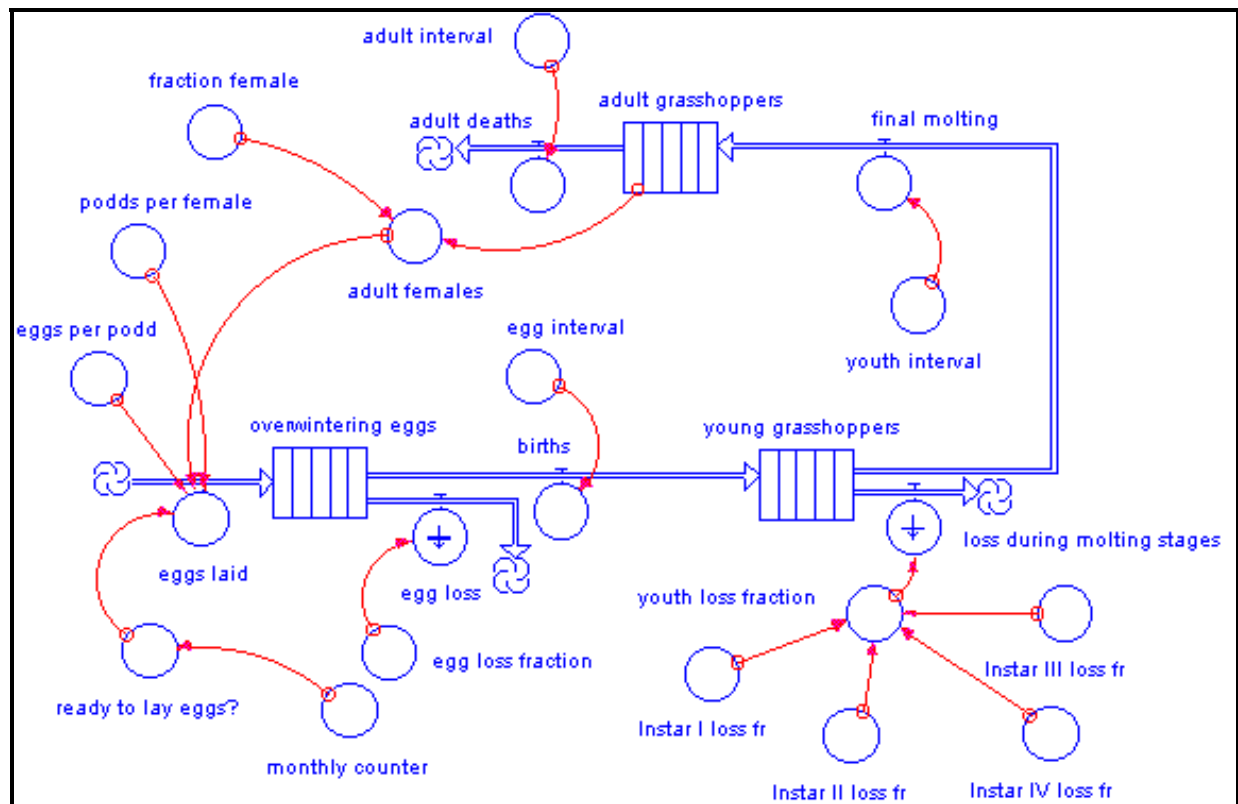 adult interval
fraction female
adult grasshoppers
adult deaths
final molting
podds per female
adult females
eggs per podd
egg interval
youth interval
overwintering eggs
births
young grasshoppers
loss during molting stages
eggs laid
egg loss
youth loss fraction
egg loss fraction
Instar III loss fr
ready to lay eggs?
Instar I loss fr
monthly counter
Instar II loss fr
Instar IV loss fr